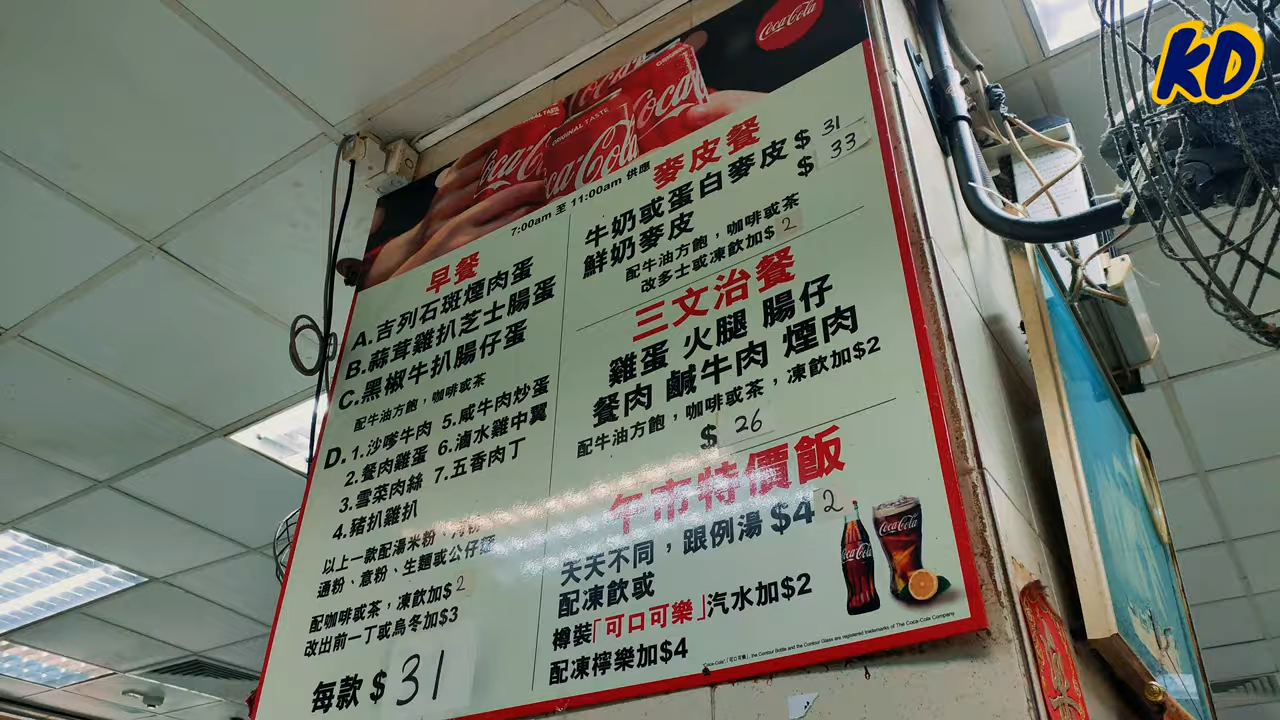 KD
Coca-Cola
ORIGINAL TASTE
Coca-Cola
7:00am 至 11:00am 供應
早餐
A.吉列石斑煙肉蛋
B.蒜茸雞扒芝士腸蛋
C.黑椒牛扒腸仔蛋
配牛油方飽，咖啡或茶
D.1.沙嗲牛肉 5.咸牛肉炒蛋
2.餐肉雞蛋 6.滷水雞中翼
3.雪菜肉絲 7.五香肉丁
4.豬扒雞扒
以上一款配湯米粉、河粉
通粉、意粉、生麵或公仔麵
配咖啡或茶，凍飲加$2
改出前一丁或烏冬加$3
每款 $31
麥皮餐
牛奶或蛋白麥皮 $31
鮮奶麥皮 $33
配牛油方飽，咖啡或茶
改多士或凍飲加$2
三文治餐
雞蛋 火腿 腸仔
餐肉 鹹牛肉 煙肉
配牛油方飽，咖啡或茶，凍飲加$2
$26
午市特價飯
天天不同，跟例湯 $42
配凍飲或
樽裝「可口可樂」汽水加$2
配凍檸樂加$4
Coca-Cola
Coca-Cola
"Coca-Cola",「可口可樂」, the Contour Bottle and the Contour Glass are registered trademarks of The Coca-Cola Company